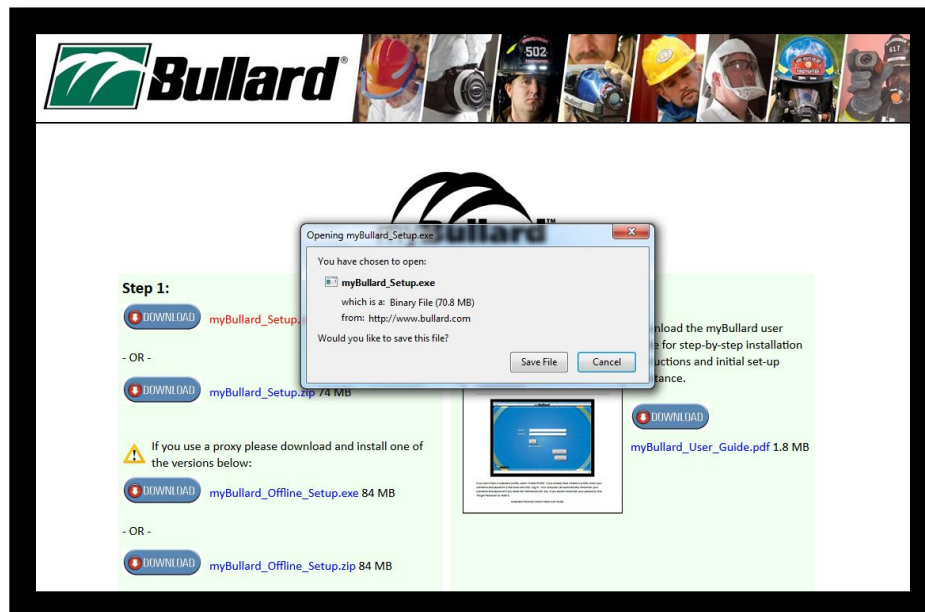 Bullard®
502
FIREFIGHTER
Bullard
617
Opening myBullard_Setup.exe
You have chosen to open:
myBullard_Setup.exe
which is a: Binary File (70.8 MB)
from: http://www.bullard.com
Would you like to save this file?
Save File
Cancel
Step 1:
DOWNLOAD
myBullard_Setup.
- OR -
DOWNLOAD
myBullard_Setup.zip 74 MB
If you use a proxy please download and install one of
the versions below:
DOWNLOAD
myBullard_Offline_Setup.exe 84 MB
- OR -
DOWNLOAD
myBullard_Offline_Setup.zip 84 MB
nload the myBullard user
e for step-by-step installation
uctions and initial set-up
tance.
DOWNLOAD
myBullard_User_Guide.pdf 1.8 MB